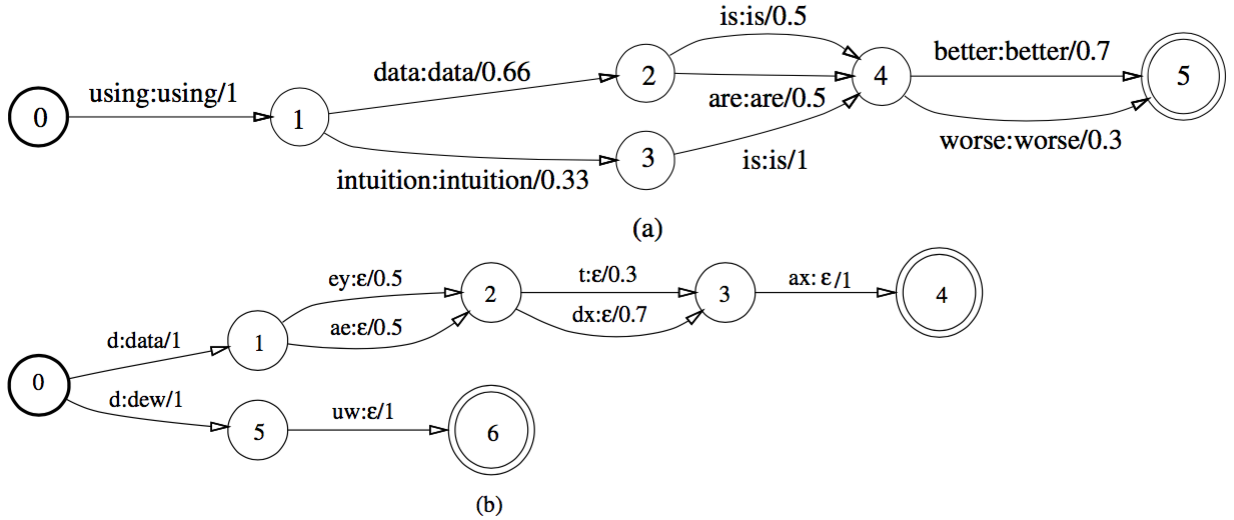 is:is/0.5
data:data/0.66
2
better:better/0.7
using:using/1
4
5
0
1
are:are/0.5
3
worse:worse/0.3
intuition:intuition/0.33
is:is/1
(a)
ey:ε/0.5
t:ε/0.3
ax: ε/1
2
3
4
d:data/1
ae:ε/0.5
dx:ε/0.7
1
0
d:dew/1
uw:ε/1
5
6
(b)